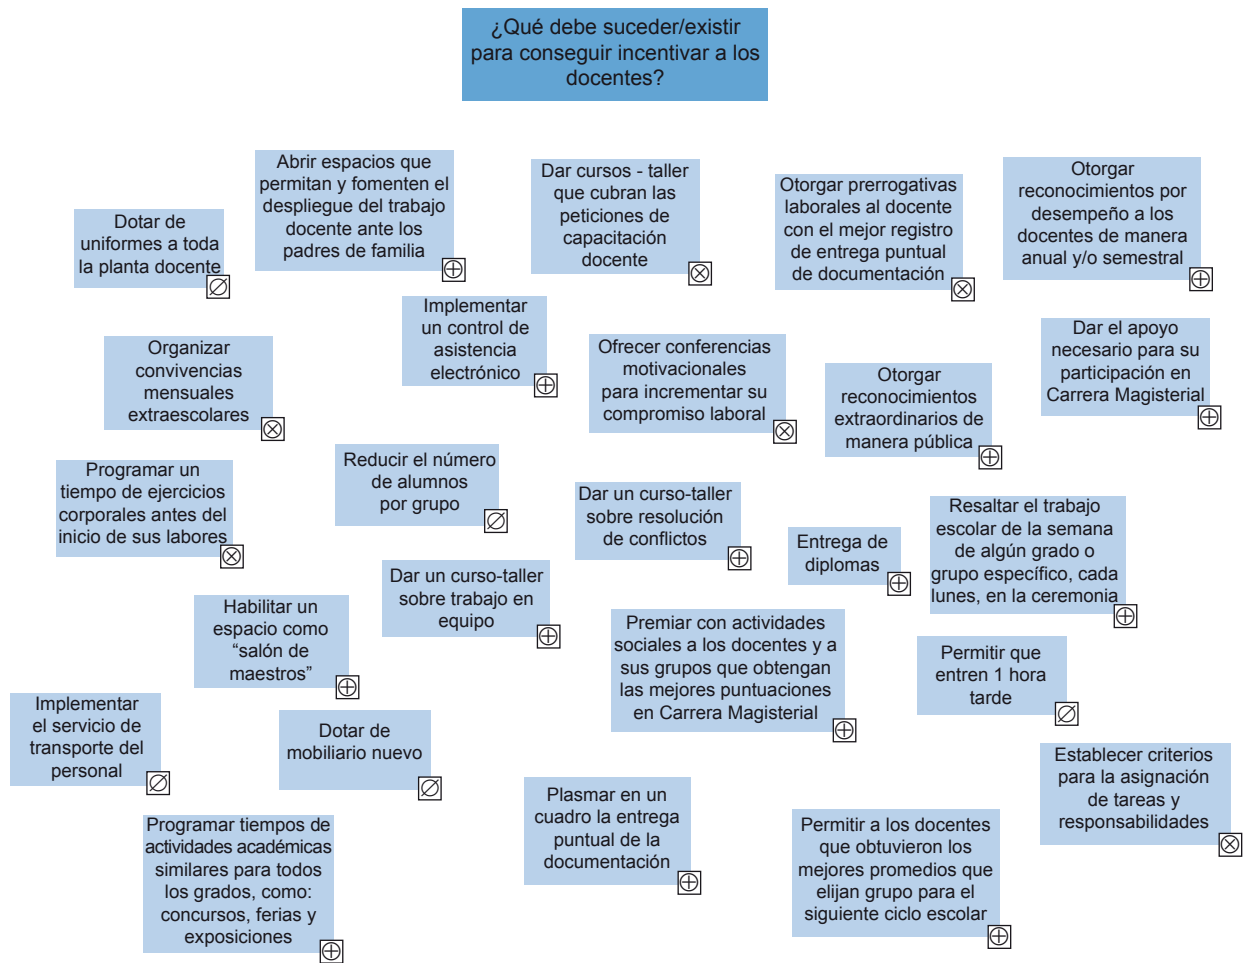 ¿Qué debe suceder/existir
para conseguir incentivar a los
docentes?
Abrir espacios que
permitan y fomenten el
despliegue del trabajo
docente ante los
padres de familia
Dar cursos - taller
que cubran las
peticiones de
capacitación
docente
Otorgar prerrogativas
laborales al docente
con el mejor registro
de entrega puntual
de documentación
Otorgar
reconocimientos por
desempeño a los
docentes de manera
anual y/o semestral
Dotar de
uniformes a toda
la planta docente
Implementar
un control de
asistencia
electrónico
Organizar
convivencias
mensuales
extraescolares
Ofrecer conferencias
motivacionales
para incrementar su
compromiso laboral
Otorgar
reconocimientos
extraordinarios de
manera pública
Dar el apoyo
necesario para su
participación en
Carrera Magisterial
Programar un
tiempo de ejercicios
corporales antes del
inicio de sus labores
Reducir el número
de alumnos
por grupo
Dar un curso-taller
sobre resolución
de conflictos
Entrega de
diplomas
Resaltar el trabajo
escolar de la semana
de algún grado o
grupo específico, cada
lunes, en la ceremonia
Dar un curso-taller
sobre trabajo en
equipo
Habilitar un
espacio como
“salón de
maestros”
Premiar con actividades
sociales a los docentes y a
sus grupos que obtengan
las mejores puntuaciones
en Carrera Magisterial
Permitir que
entren 1 hora
tarde
Implementar
el servicio de
transporte del
personal
Dotar de
mobiliario nuevo
Establecer criterios
para la asignación
de tareas y
responsabilidades
Plasmar en un
cuadro la entrega
puntual de la
documentación
Programar tiempos de
actividades académicas
similares para todos
los grados, como:
concursos, ferias y
exposiciones
Permitir a los docentes
que obtuvieron los
mejores promedios que
elijan grupo para el
siguiente ciclo escolar